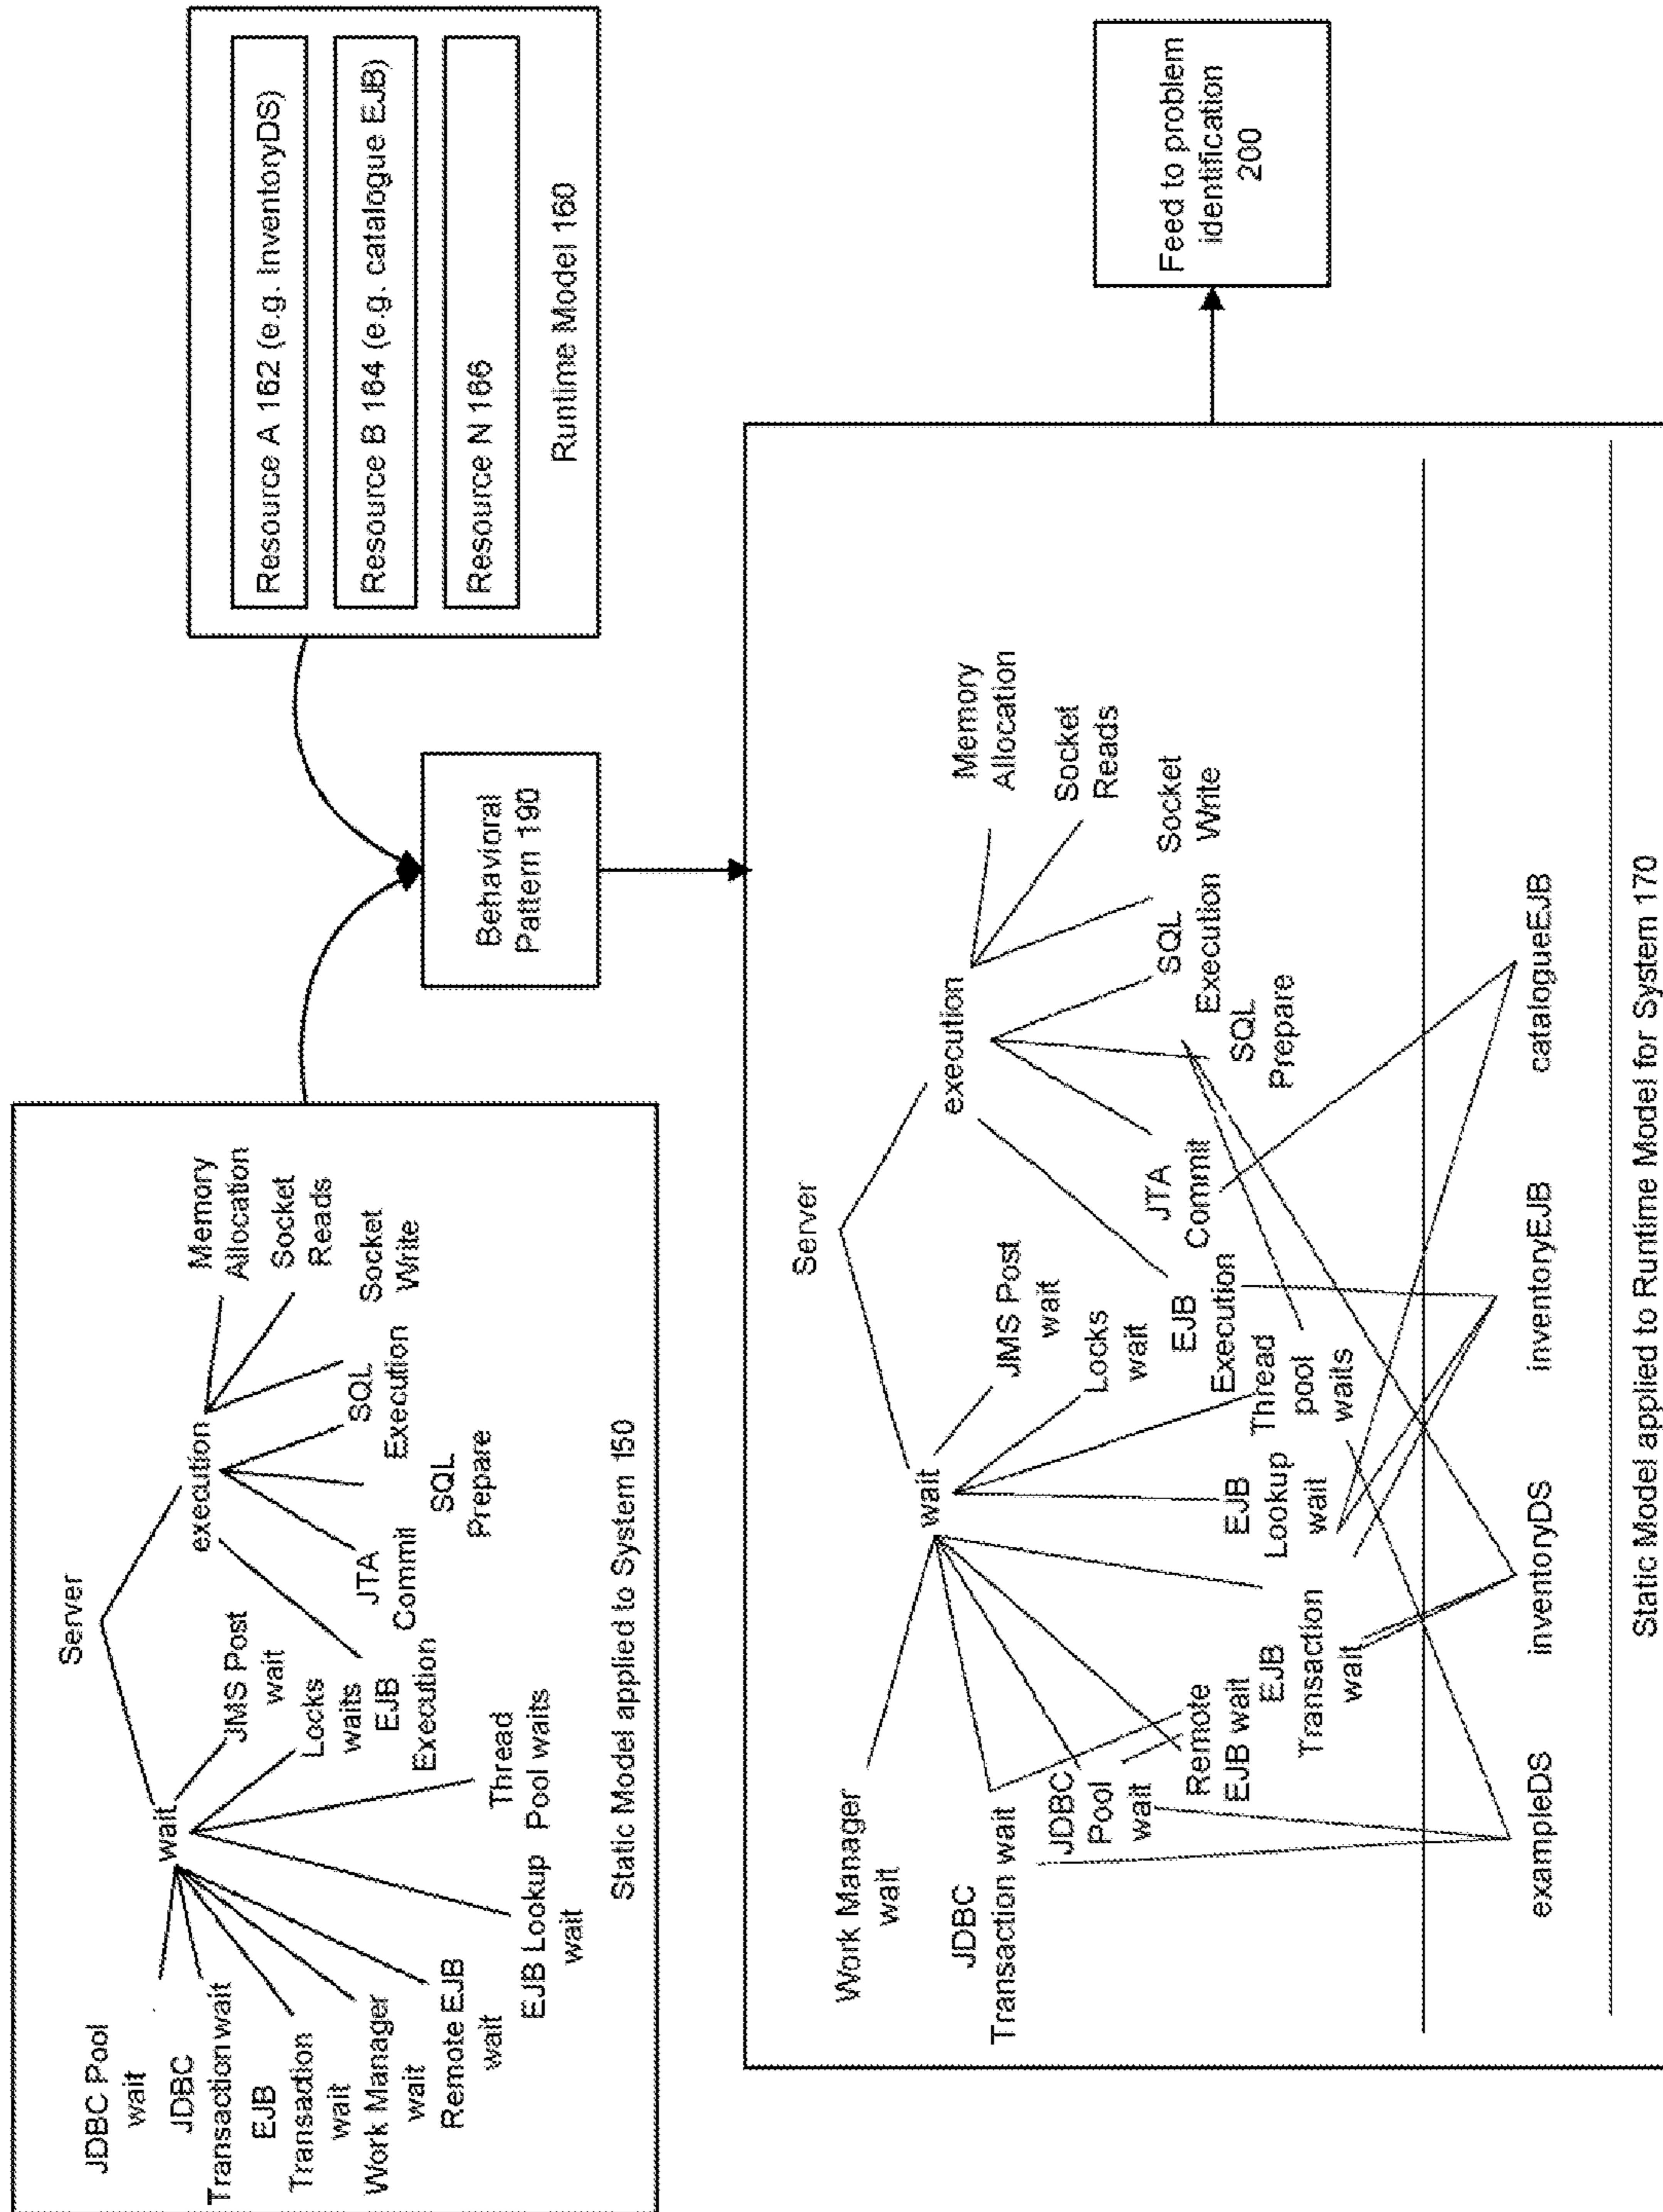 Server
wait
execution
JDBC Pool
wait
JDBC
Transaction wait
EJB
Transaction
wait
Work Manager
wait
Remote EJB
wait
EJB Lookup
wait
Thread
Pool waits
JMS Post
wait
Locks
waits
EJB
Execution
JTA
Commit
SQL
Prepare
SQL
Execution
Socket
Write
Socket
Reads
Memory
Allocation
Static Model applied to System 150
Behavioral
Pattern 190
Resource A 162 (e.g. InventoryDS)
Resource B 164 (e.g. catalogue EJB)
Resource N 166
Runtime Model 160
Server
wait
execution
Work Manager
wait
JDBC
Transaction wait
JDBC
Pool
wait
Remote
EJB wait
EJB
Transaction
wait
EJB
Lookup
wait
Thread
pool
waits
Locks
wait
JMS Post
wait
EJB
Execution
JTA
Commit
SQL
Prepare
SQL
Execution
Socket
Write
Socket
Reads
Memory
Allocation
exampleDS
inventoryDS
inventoryEJB
catalogueEJB
Static Model applied to Runtime Model for System 170
Feed to problem
identification
200